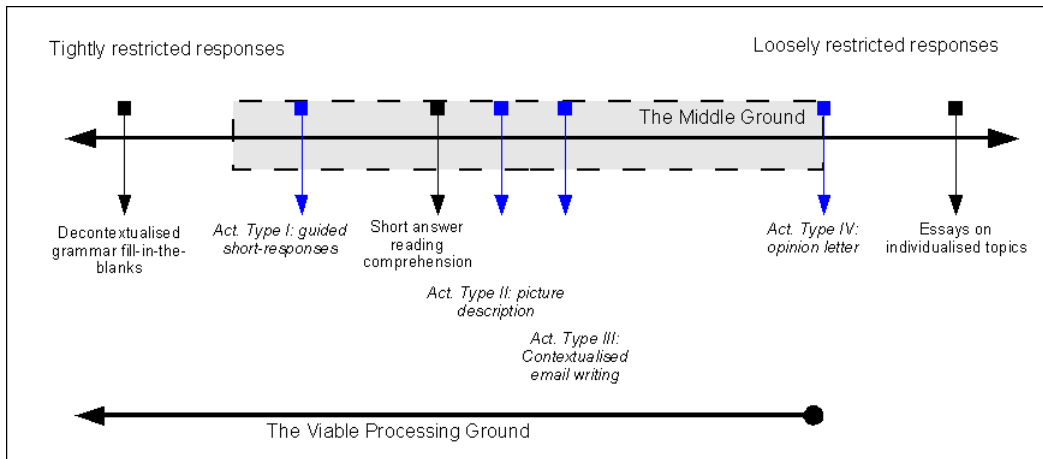 Tightly restricted responses
Loosely restricted responses
The Middle Ground
Decontextualised
grammar fill-in-the-
blanks
Act. Type I: guided
short-responses
Short answer
reading
comprehension
Act. Type II: picture
description
Act. Type III:
Contextualised
email writing
Act. Type IV:
opinion letter
Essays on
individualised topics
The Viable Processing Ground